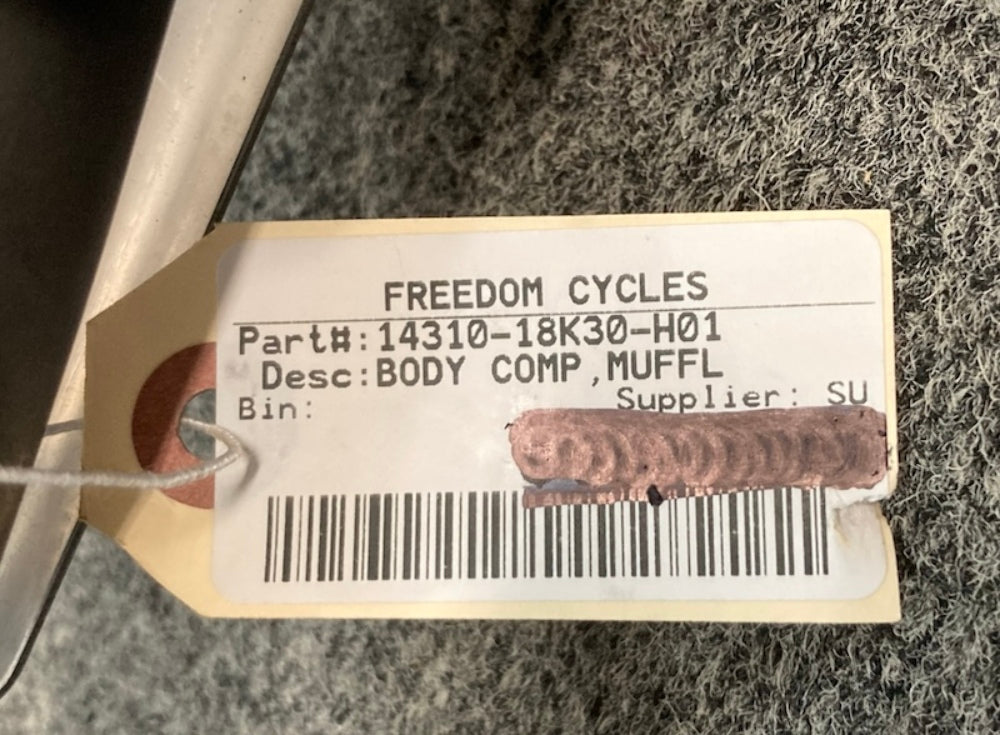 FREEDOM CYCLES
Part#:14310-18K30-H01
Desc:BODY COMP,MUFFL
Bin: Supplier: SU